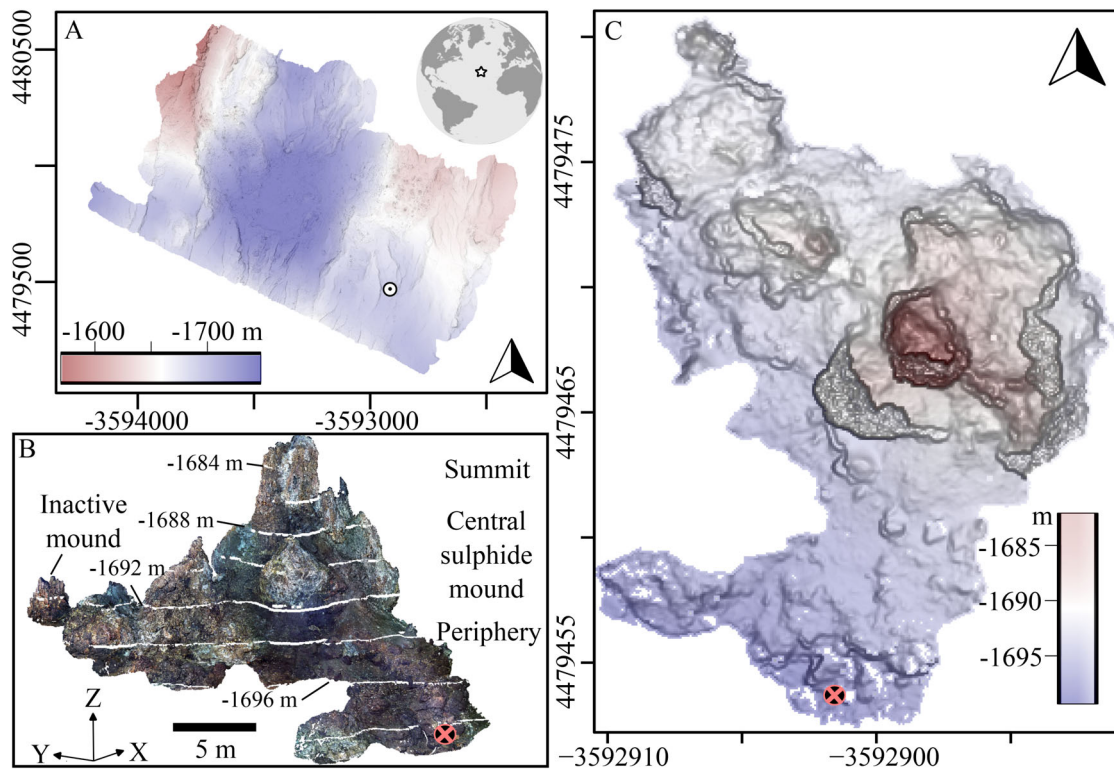 A
4480500
4479500
-1600
-1700 m
-3594000
-3593000
B
-1684 m
Summit
Inactive
mound
-1688 m
Central
sulphide
mound
-1692 m
Periphery
-1696 m
Z
Y
X
5 m
C
4479475
4479465
4479455
m
-1685
-1690
-1695
−3592910
−3592900